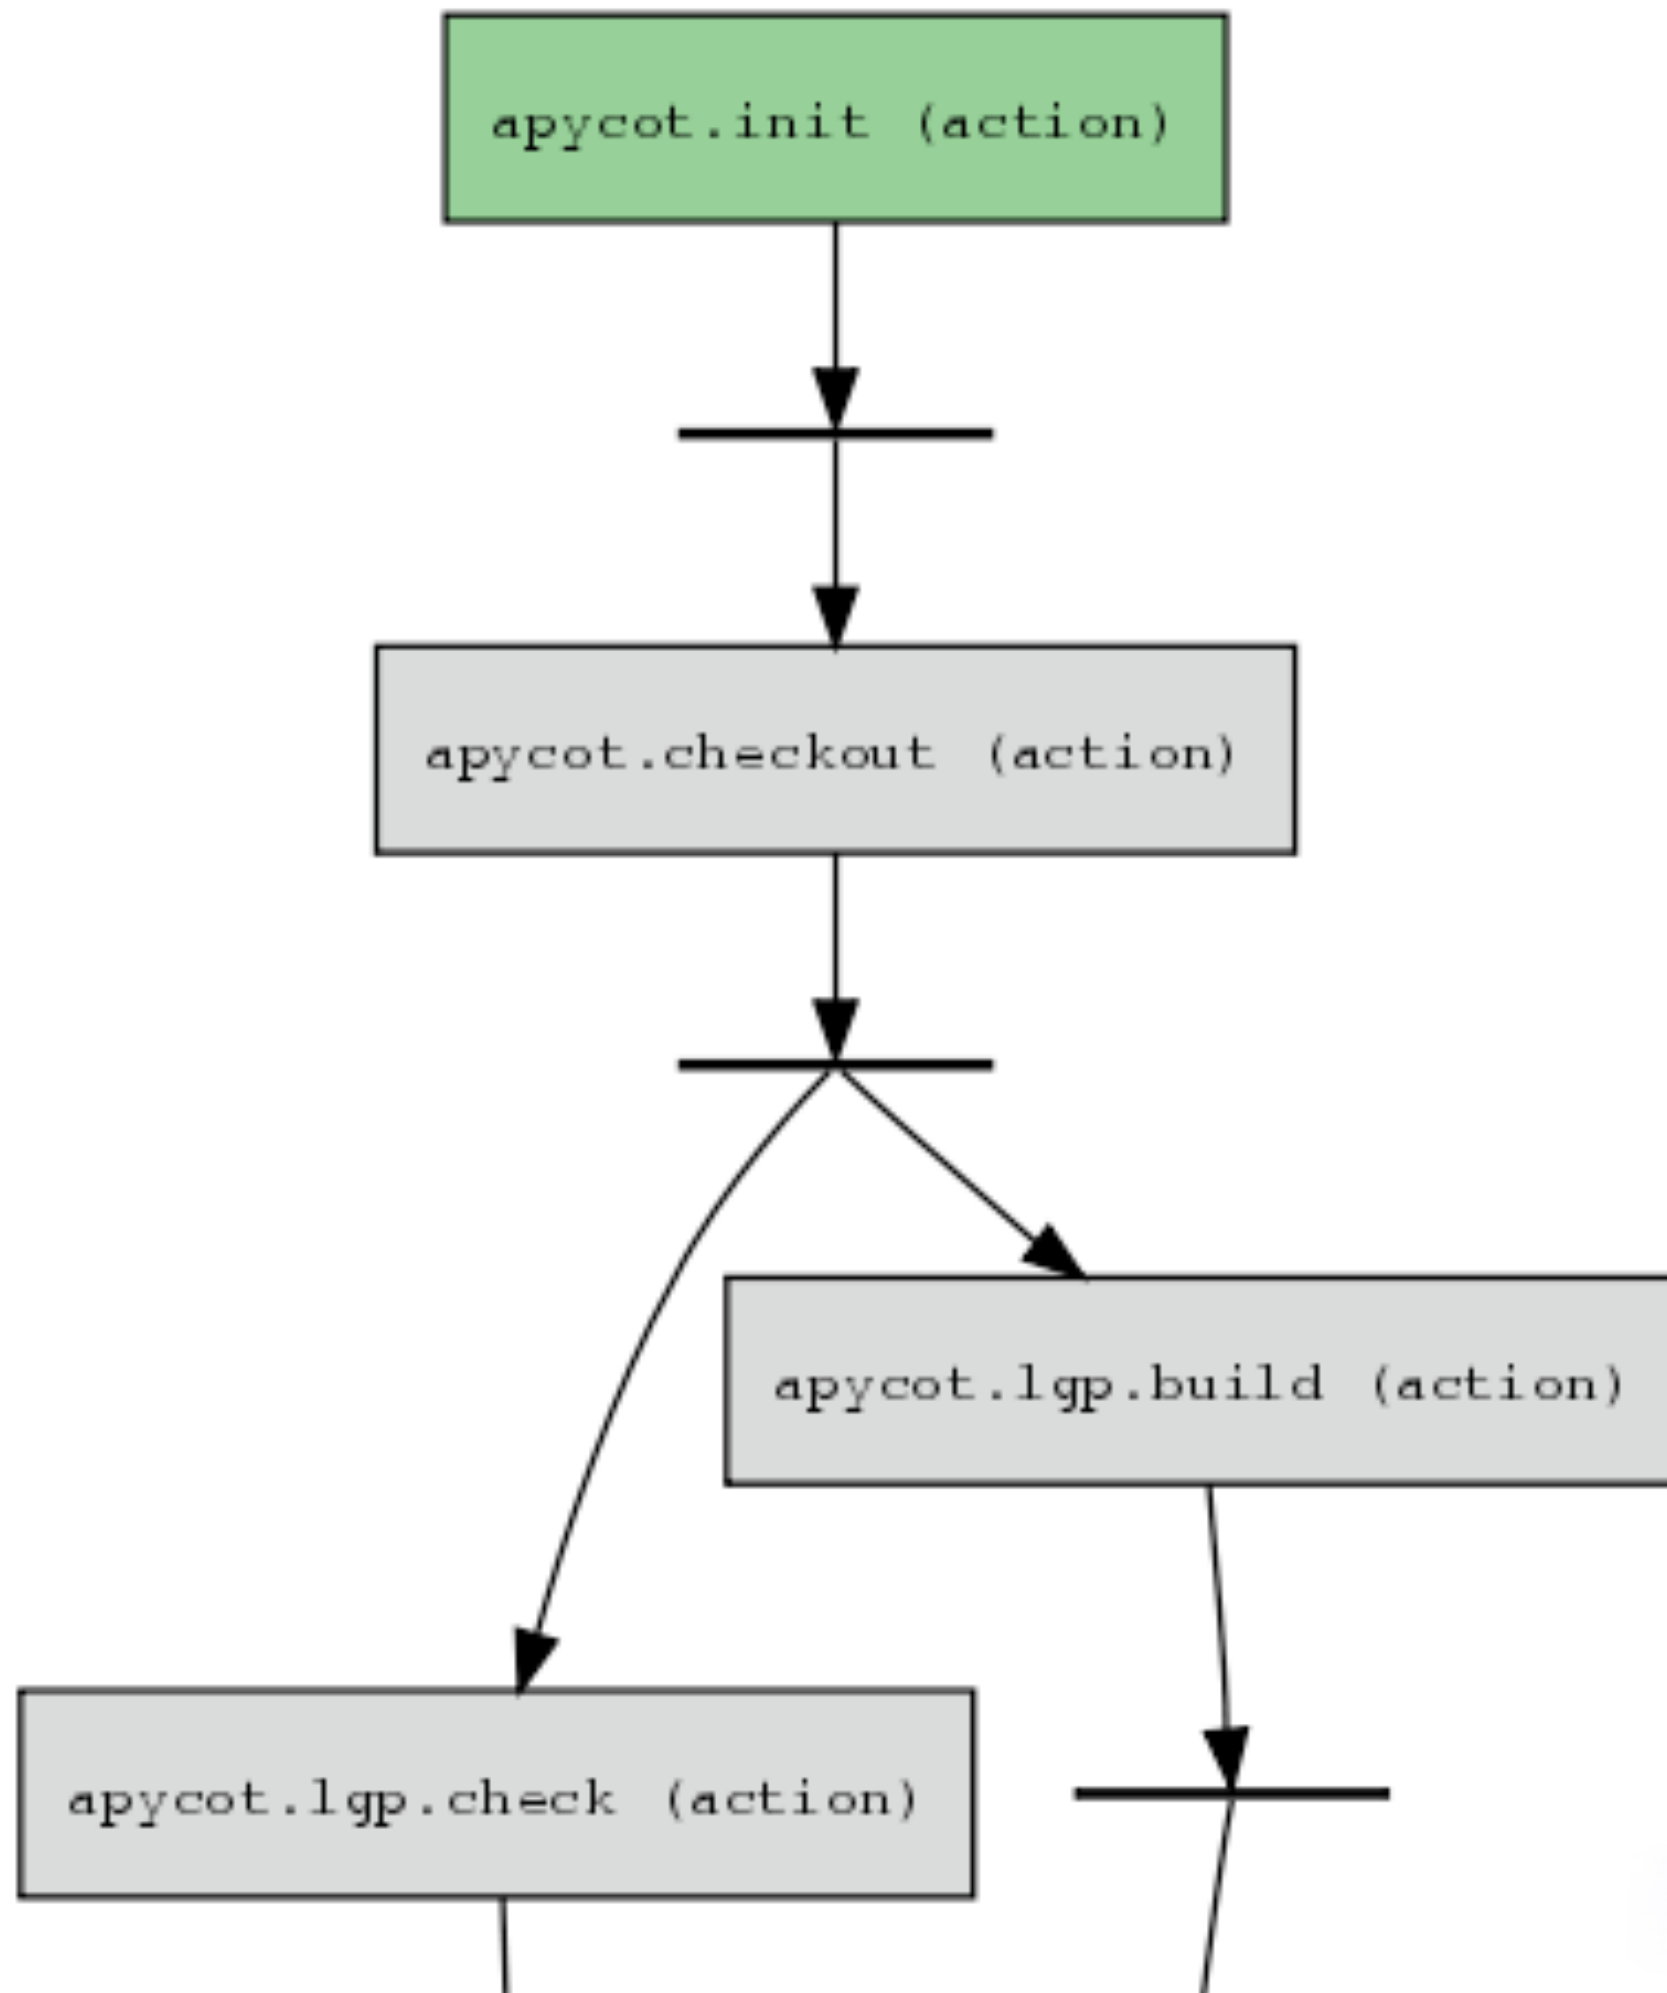 apycot.init (action)
apycot.checkout (action)
apycot.lgp.build (action)
apycot.lgp.check (action)